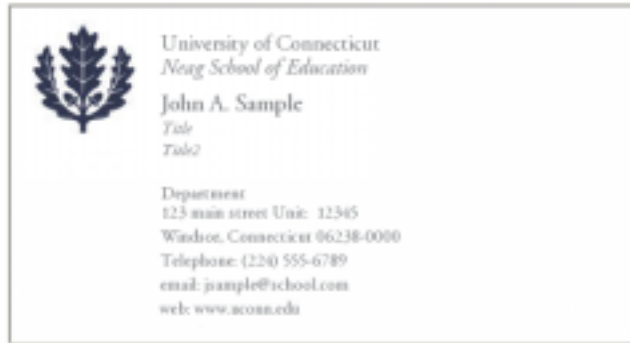 University of Connecticut
Neag School of Education
John A. Sample
Title
Title2
Department
123 main street Unit: 12345
Windsor, Connecticut 06238-0000
Telephone: (224) 555-6789
email: jsample@school.com
web: www.uconn.edu